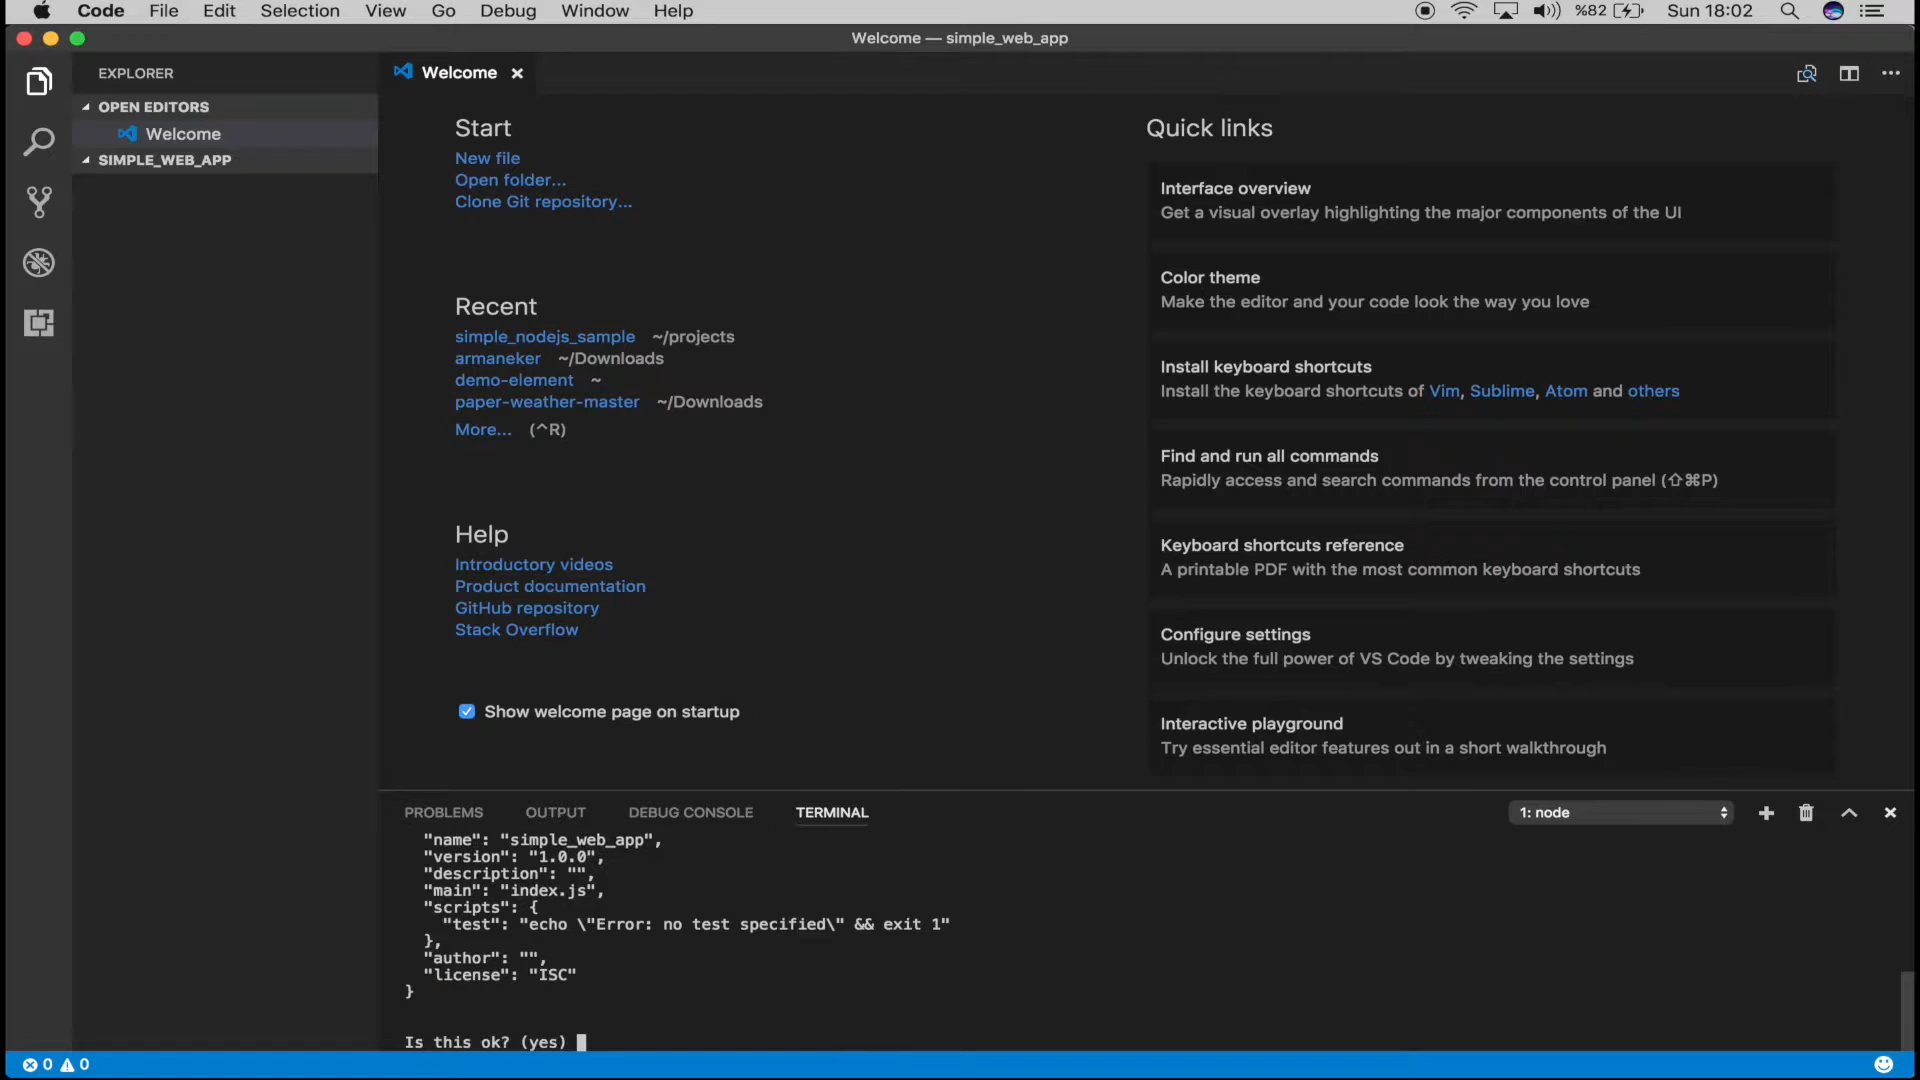 Code File Edit Selection View Go Debug Window Help %82 Sun 18:02
Welcome — simple_web_app
EXPLORER
OPEN EDITORS
Welcome
SIMPLE_WEB_APP
Welcome
Start
New file
Open folder...
Clone Git repository...
Recent
simple_nodejs_sample ~/projects
armaneker ~/Downloads
demo-element ~
paper-weather-master ~/Downloads
More... (^R)
Help
Introductory videos
Product documentation
GitHub repository
Stack Overflow
Show welcome page on startup
Quick links
Interface overview
Get a visual overlay highlighting the major components of the UI
Color theme
Make the editor and your code look the way you love
Install keyboard shortcuts
Install the keyboard shortcuts of Vim, Sublime, Atom and others
Find and run all commands
Rapidly access and search commands from the control panel (⇧⌘P)
Keyboard shortcuts reference
A printable PDF with the most common keyboard shortcuts
Configure settings
Unlock the full power of VS Code by tweaking the settings
Interactive playground
Try essential editor features out in a short walkthrough
PROBLEMS OUTPUT DEBUG CONSOLE TERMINAL 1: node
"name": "simple_web_app",
"version": "1.0.0",
"description": "",
"main": "index.js",
"scripts": {
"test": "echo \"Error: no test specified\" && exit 1"
},
"author": "",
"license": "ISC"
}
Is this ok? (yes)
0 0